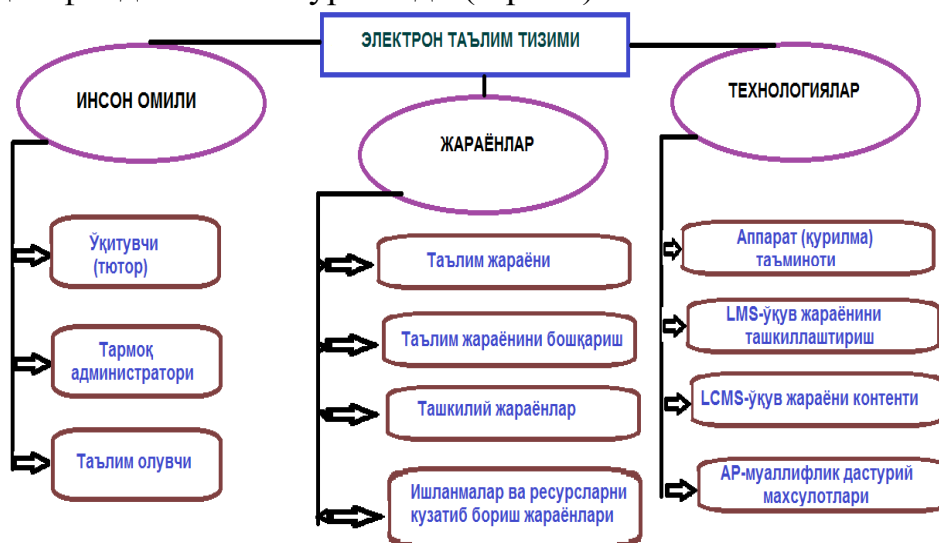 ЭЛЕКТРОН ТАЪЛИМ ТИЗИМИ
ИНСОН ОМИЛИ
Ўқитувчи
(тютор)
Тармоқ
администратори
Таълим олувчи
ЖАРАЁНЛАР
Таълим жараёни
Таълим жараёнини бошқариш
Ташкилий жараёнлар
Ишланмалар ва ресурсларни
кузатиб бориш жараёнлари
ТЕХНОЛОГИЯЛАР
Аппарат (қурилма)
таъминоти
LMS-ўқув жараёнини
ташкиллаштириш
LCMS-ўқув жараёни контенти
АР-муаллифлик дастурий
махсулотлари